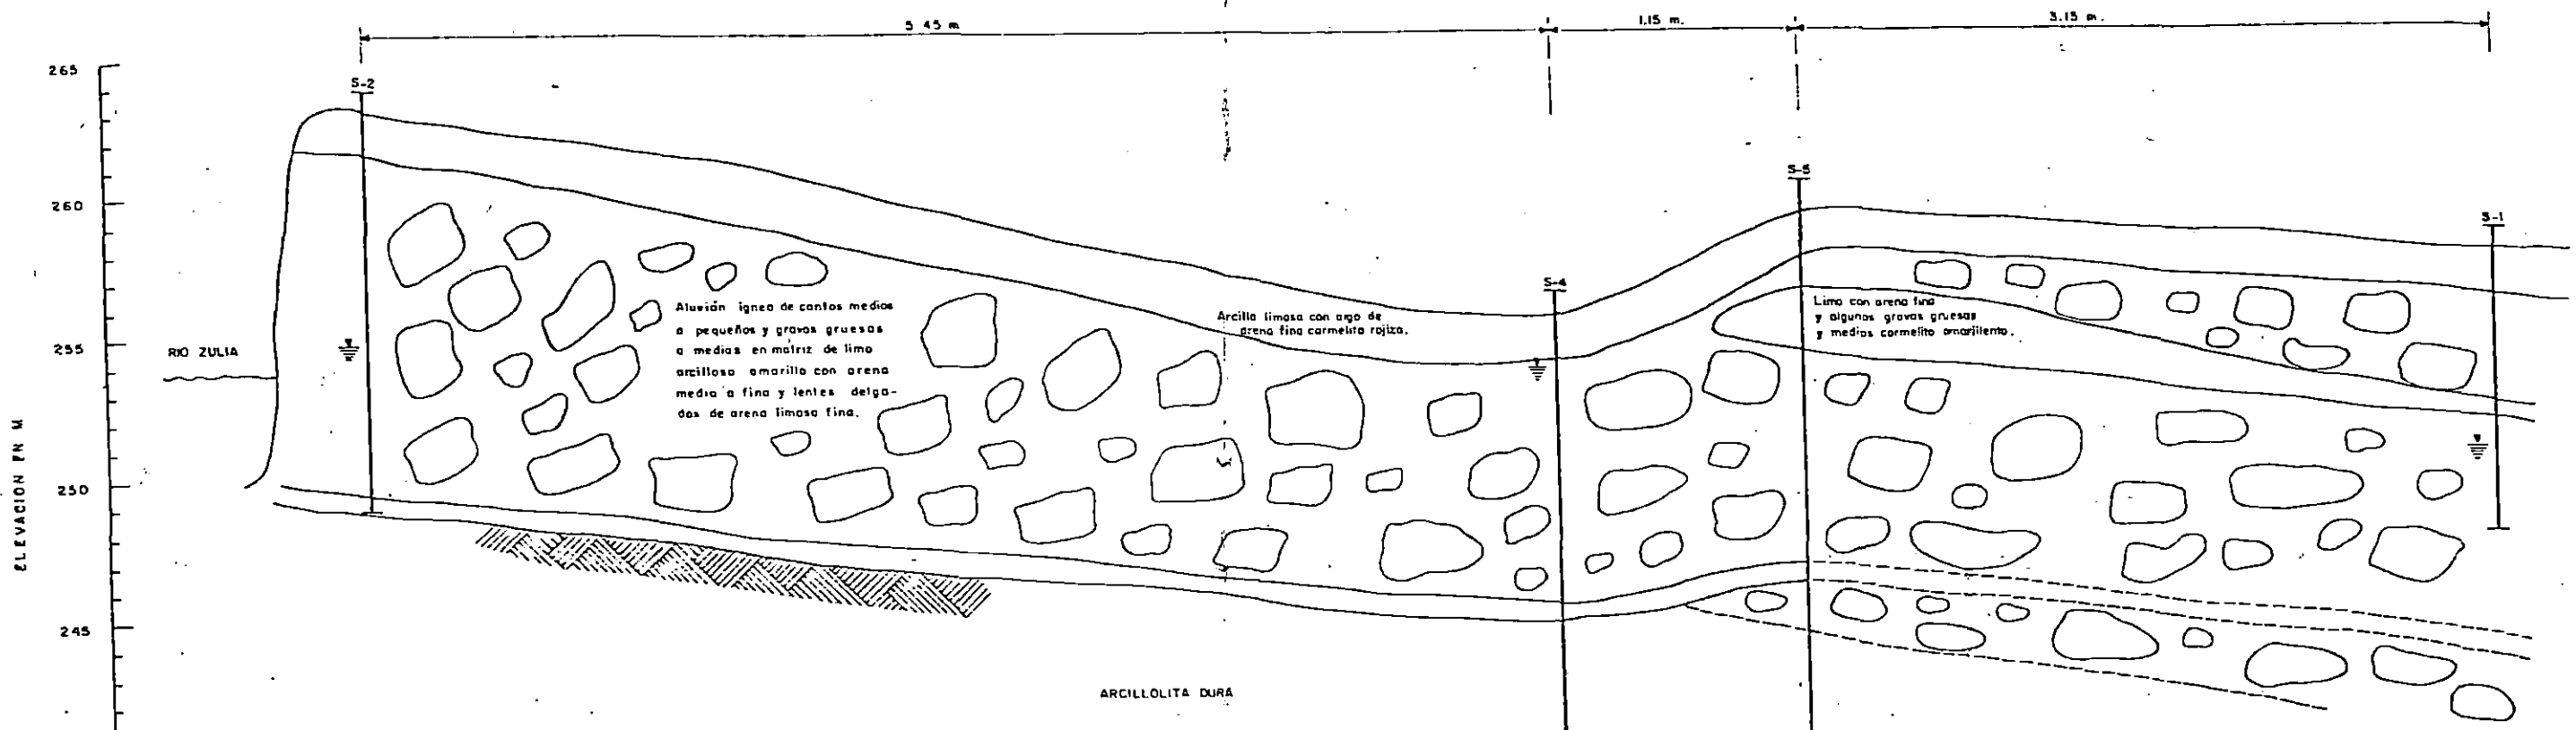 5.45 m.
1.15 m.
3.15 m.
265
260
255
250
245
ELEVACION EN M
S-2
S-4
S-5
S-1
RIO ZULIA
Aluvión igneo de cantos medios
a pequeños y gravas gruesas
a medias en matriz de limo
arcilloso amarillo con arena
media a fina y lentes delga-
dos de arena limosa fina.
Arcilla limosa con algo de
arena fina carmelita rojiza.
Limo con arena fina
y algunas gravas gruesas
y medias carmelito amarillento.
ARCILLOLITA DURA